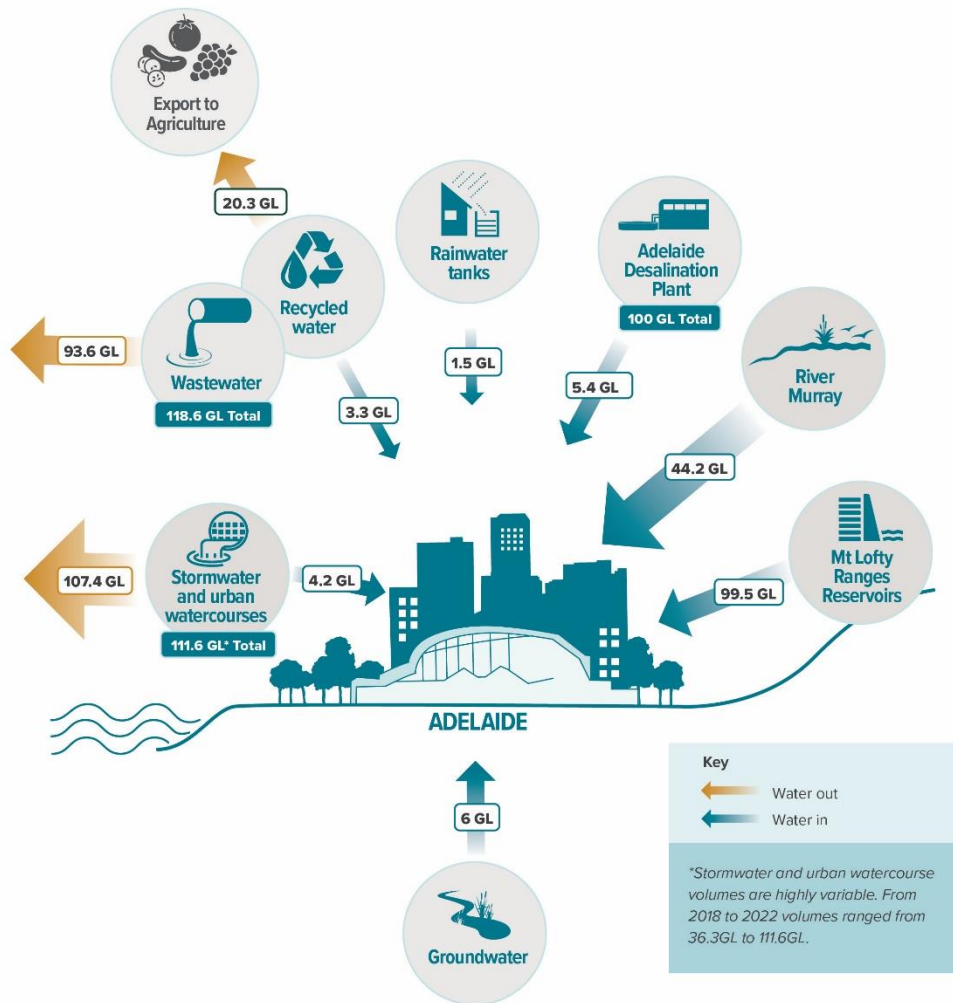 Export to
Agriculture
20.3 GL
Recycled
water
Rainwater
tanks
Adelaide
Desalination
Plant
100 GL Total
93.6 GL
Wastewater
118.6 GL Total
3.3 GL
1.5 GL
5.4 GL
River
Murray
44.2 GL
107.4 GL
Stormwater
and urban
watercourses
111.6 GL* Total
4.2 GL
99.5 GL
Mt Lofty
Ranges
Reservoirs
ADELAIDE
6 GL
Groundwater
Key
Water out
Water in
*Stormwater and urban watercourse
volumes are highly variable. From
2018 to 2022 volumes ranged from
36.3GL to 111.6GL.